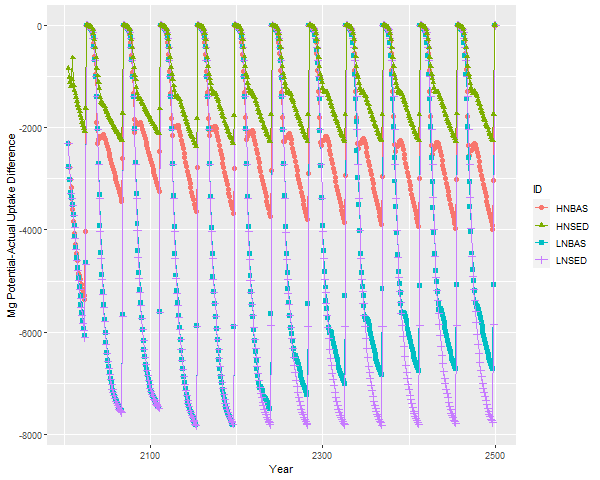 0
-2000
-4000
-6000
-8000
Mg Potential-Actual Uptake Difference
2100
2300
2500
Year
ID
HNBAS
HNSED
LNBAS
LNSED